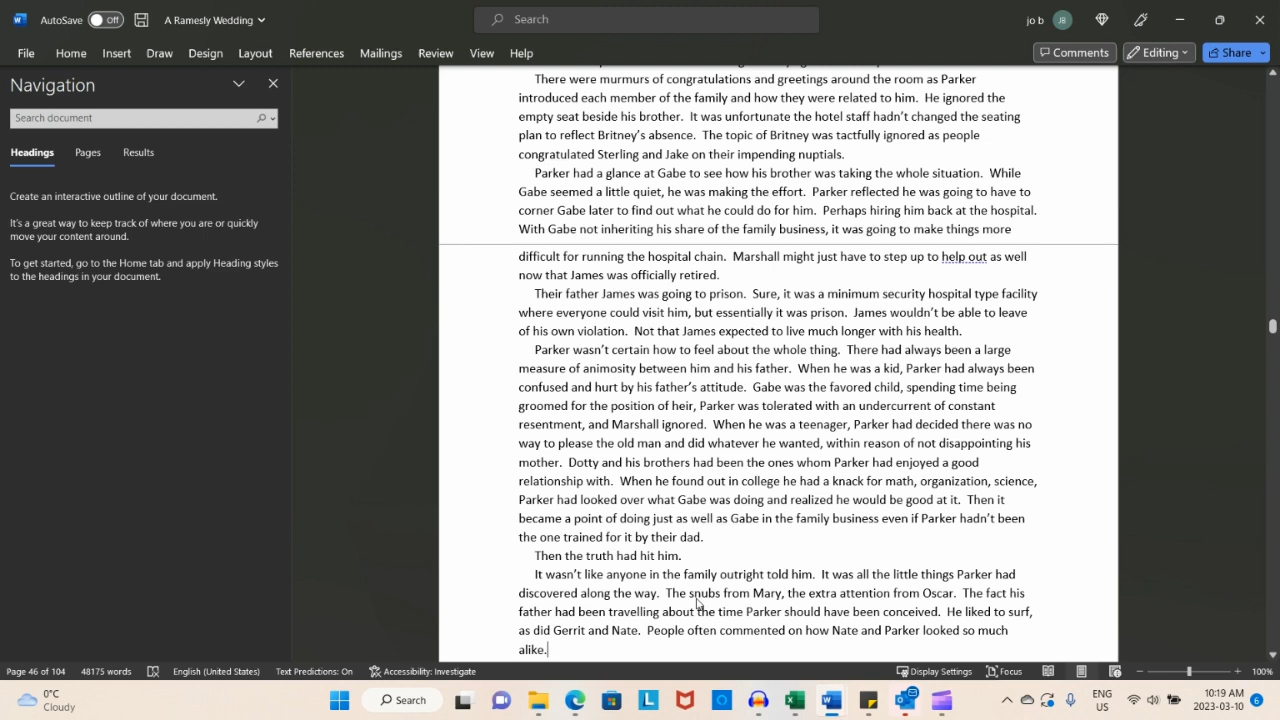 AutoSave Off A Ramesly Wedding Search jo b JB
File Home Insert Draw Design Layout References Mailings Review View Help Comments Editing Share
Navigation
Search document
Headings Pages Results
Create an interactive outline of your document.
It's a great way to keep track of where you are or quickly
move your content around.
To get started, go to the Home tab and apply Heading styles
to the headings in your document.
There were murmurs of congratulations and greetings around the room as Parker
introduced each member of the family and how they were related to him. He ignored the
empty seat beside his brother. It was unfortunate the hotel staff hadn't changed the seating
plan to reflect Britney's absence. The topic of Britney was tactfully ignored as people
congratulated Sterling and Jake on their impending nuptials.
Parker had a glance at Gabe to see how his brother was taking the whole situation. While
Gabe seemed a little quiet, he was making the effort. Parker reflected he was going to have to
corner Gabe later to find out what he could do for him. Perhaps hiring him back at the hospital.
With Gabe not inheriting his share of the family business, it was going to make things more
difficult for running the hospital chain. Marshall might just have to step up to help out as well
now that James was officially retired.
Their father James was going to prison. Sure, it was a minimum security hospital type facility
where everyone could visit him, but essentially it was prison. James wouldn't be able to leave
of his own violation. Not that James expected to live much longer with his health.
Parker wasn't certain how to feel about the whole thing. There had always been a large
measure of animosity between him and his father. When he was a kid, Parker had always been
confused and hurt by his father's attitude. Gabe was the favored child, spending time being
groomed for the position of heir, Parker was tolerated with an undercurrent of constant
resentment, and Marshall ignored. When he was a teenager, Parker had decided there was no
way to please the old man and did whatever he wanted, within reason of not disappointing his
mother. Dotty and his brothers had been the ones whom Parker had enjoyed a good
relationship with. When he found out in college he had a knack for math, organization, science,
Parker had looked over what Gabe was doing and realized he would be good at it. Then it
became a point of doing just as well as Gabe in the family business even if Parker hadn't been
the one trained for it by their dad.
Then the truth had hit him.
It wasn't like anyone in the family outright told him. It was all the little things Parker had
discovered along the way. The snubs from Mary, the extra attention from Oscar. The fact his
father had been travelling about the time Parker should have been conceived. He liked to surf,
as did Gerrit and Nate. People often commented on how Nate and Parker looked so much
alike.
Page 46 of 104 48175 words English (United States) Text Predictions: On Accessibility: Investigate Display Settings Focus 100%
0°C
Cloudy
Search
ENG
US
10:19 AM
2023-03-10
6